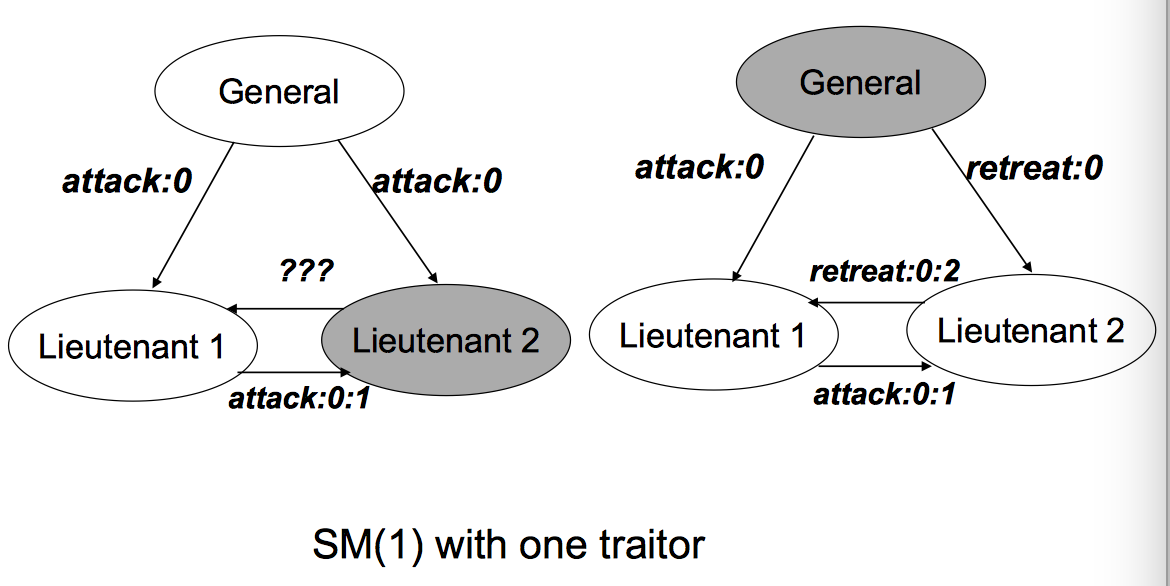 General
attack:0
attack:0
???
Lieutenant 1
Lieutenant 2
attack:0:1
General
attack:0
retreat:0
retreat:0:2
Lieutenant 1
Lieutenant 2
attack:0:1
SM(1) with one traitor